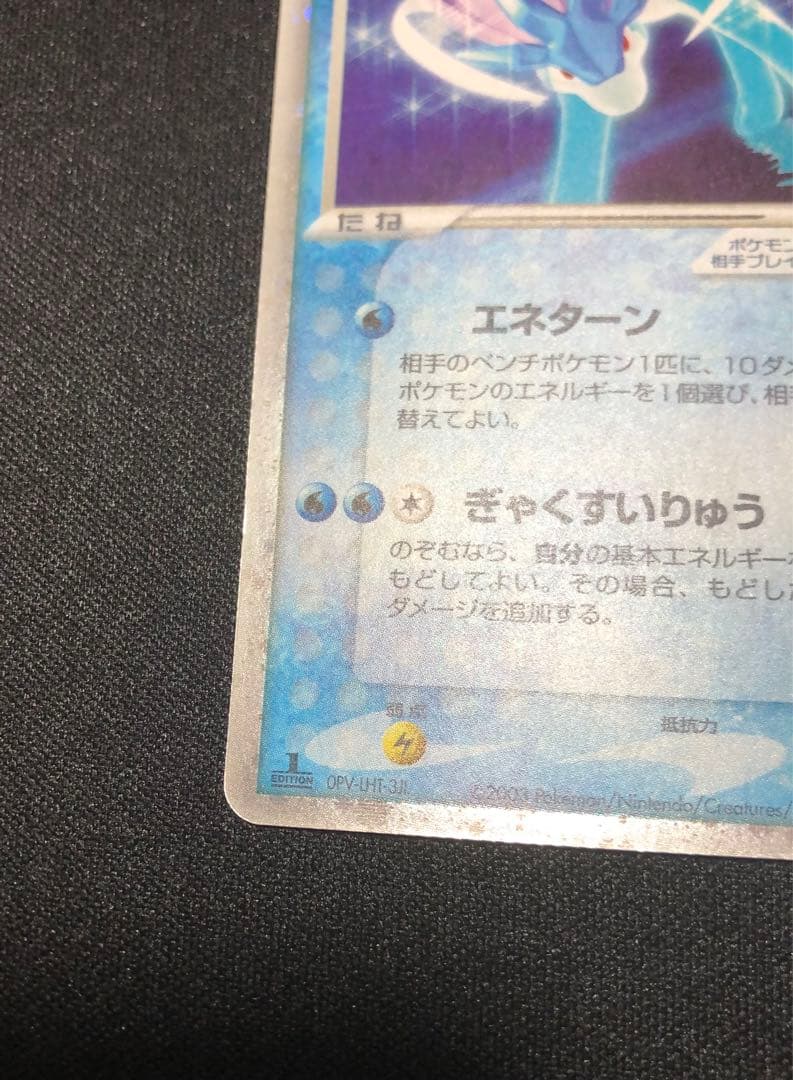 たね
ポケモン
相手プレイ
エネターン
相手のベンチポケモン1匹に、10ダメ
ポケモンのエネルギーを1個選び、相手
替えてよい。
ぎゃくすいりゅう
のぞむなら、自分の基本エネルギー
もどしてよい。その場合、もどした
ダメージを追加する。
弱点
抵抗力
1
EDITION
©2003 Pokémon/Nintendo/Creatures/